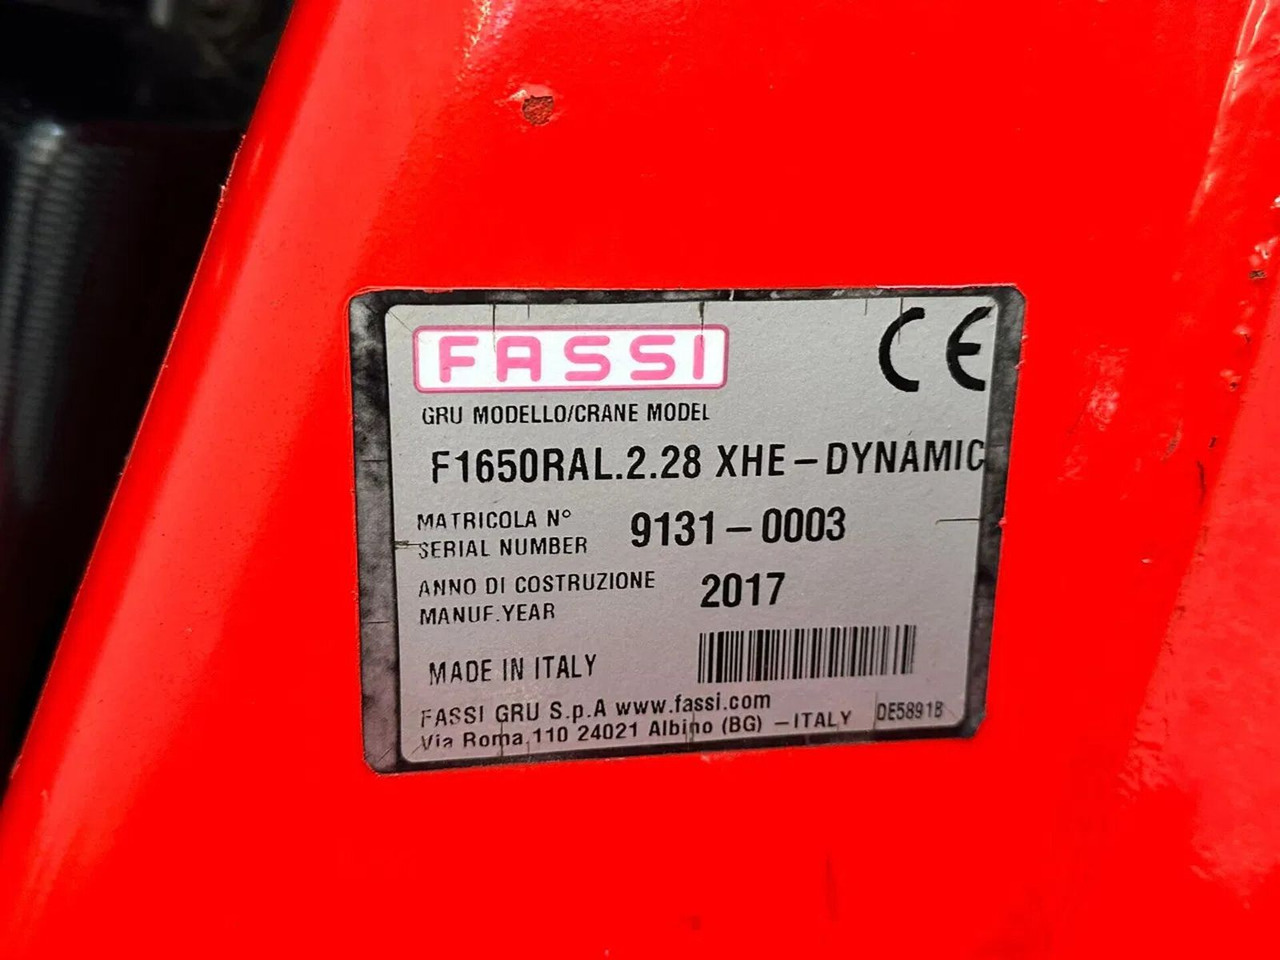 FASSI
CE
GRU MODELLO/CRANE MODEL
F1650RAL.2.28 XHE-DYNAMIC
MATRICOLA N°
SERIAL NUMBER
9131-0003
ANNO DI COSTRUZIONE
MANUF.YEAR
2017
MADE IN ITALY
FASSI GRU S.p.A www.fassi.com
Via Roma,110 24021 Albino (BG) -ITALY
DE5891B